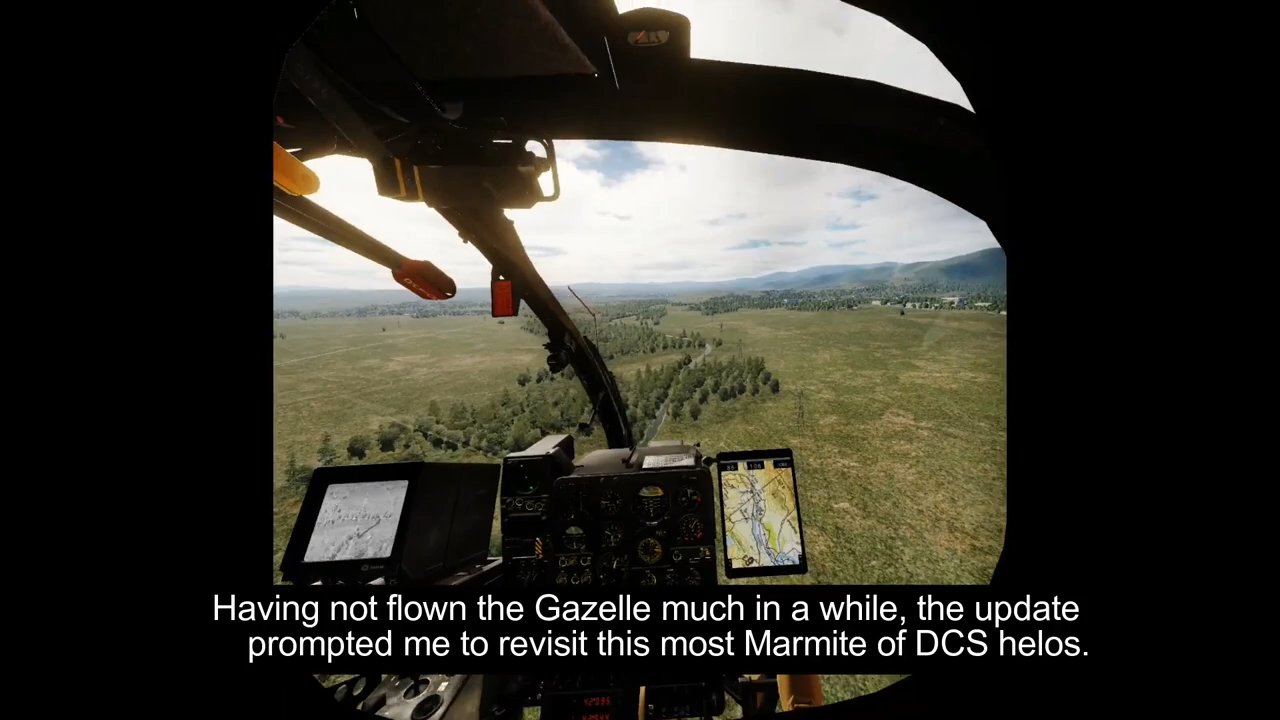 Having not flown the Gazelle much in a while, the update
prompted me to revisit this most Marmite of DCS helos.